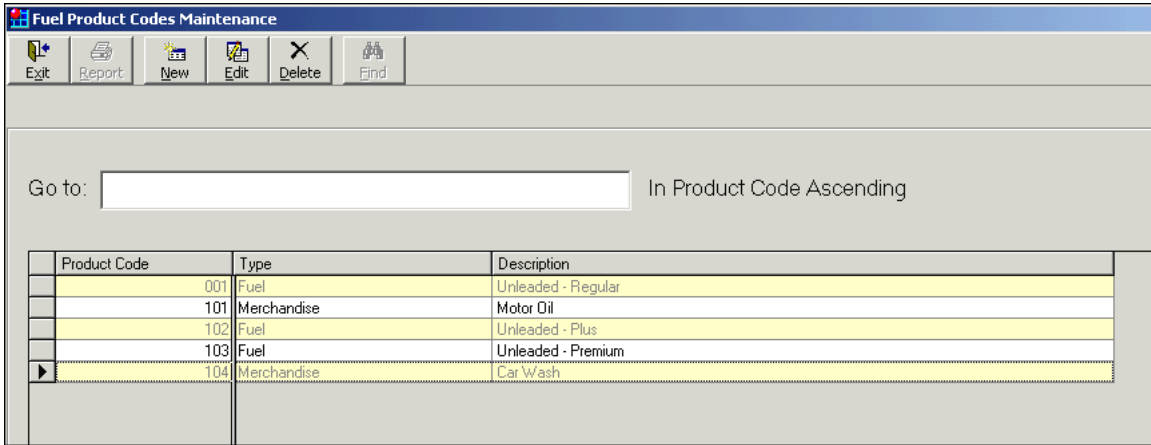 Fuel Product Codes Maintenance
Exit Report New Edit Delete Find
Go to: In Product Code Ascending
Product Code Type Description
001 Fuel Unleaded - Regular
101 Merchandise Motor Oil
102 Fuel Unleaded - Plus
103 Fuel Unleaded - Premium
104 Merchandise Car Wash